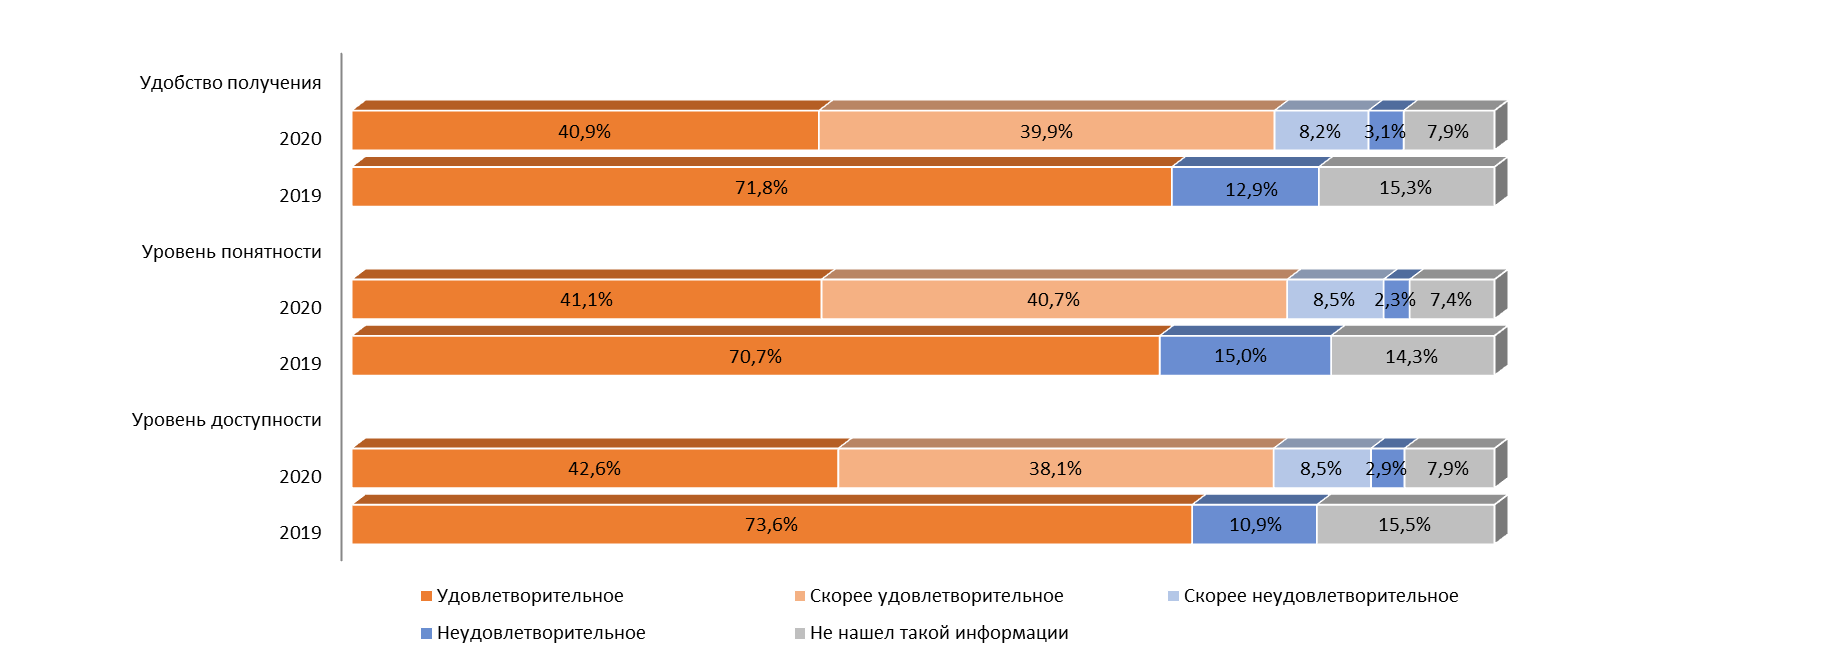 Удобство получения
2020 40,9% 39,9% 8,2% 3,1% 7,9%
2019 71,8% 12,9% 15,3%
Уровень понятности
2020 41,1% 40,7% 8,5% 2,3% 7,4%
2019 70,7% 15,0% 14,3%
Уровень доступности
2020 42,6% 38,1% 8,5% 2,9% 7,9%
2019 73,6% 10,9% 15,5%
Удовлетворительное Скорее удовлетворительное Скорее неудовлетворительное
Неудовлетворительное Не нашел такой информации